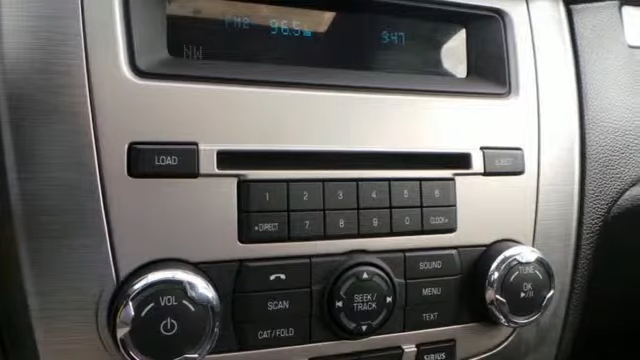 FM2 96.5 3:47
NW
LOAD EJECT
1 2 3 4 5 6
DIRECT 7 8 9 0 CLOCK
VOL SCAN CAT/FOLD SEEK/TRACK SOUND MENU TEXT TUNE OK
SIRIUS